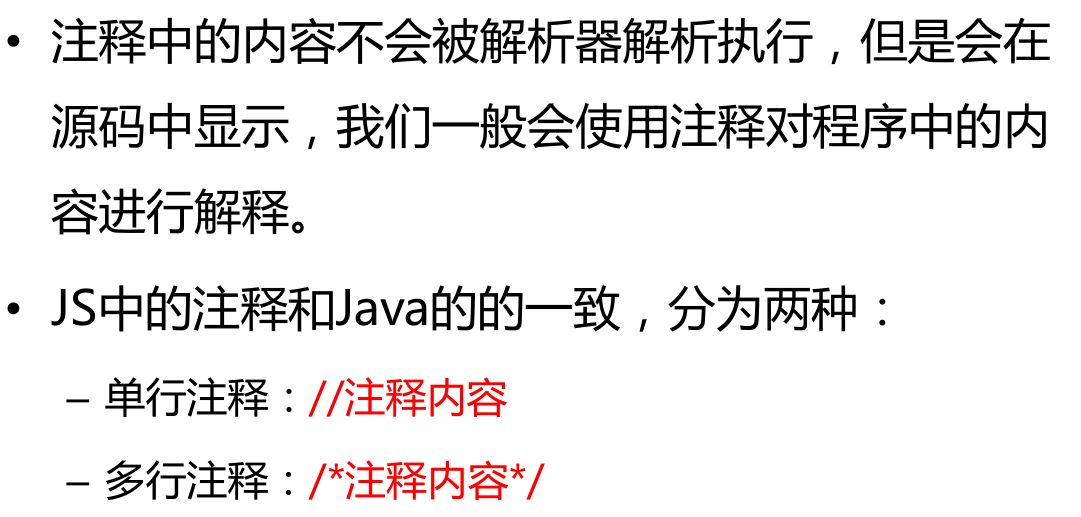 • 注释中的内容不会被解析器解析执行，但是会在
源码中显示，我们一般会使用注释对程序中的内
容进行解释。
• JS中的注释和Java的的一致，分为两种：
– 单行注释：//注释内容
– 多行注释：/*注释内容*/